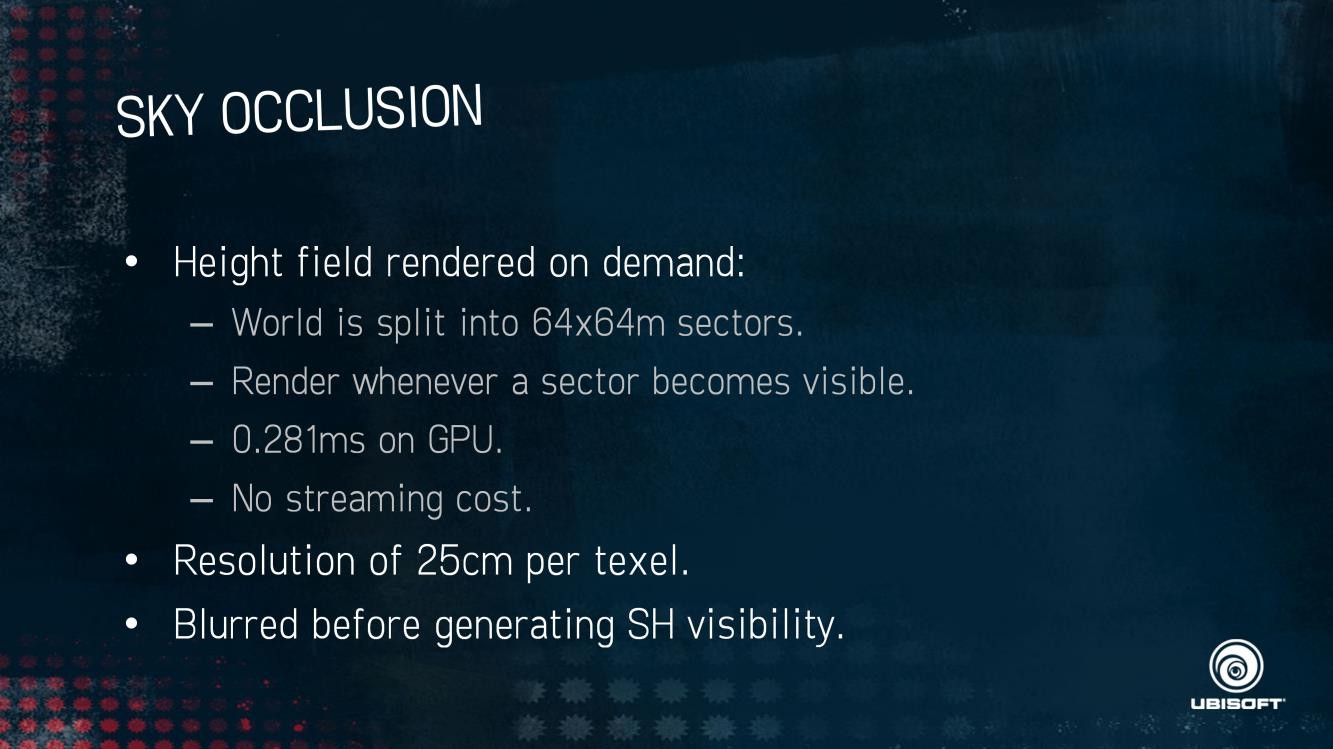 SKY OCCLUSION
• Height field rendered on demand:
– World is split into 64x64m sectors.
– Render whenever a sector becomes visible.
– 0.281ms on GPU.
– No streaming cost.
• Resolution of 25cm per texel.
• Blurred before generating SH visibility.
UBISOFT